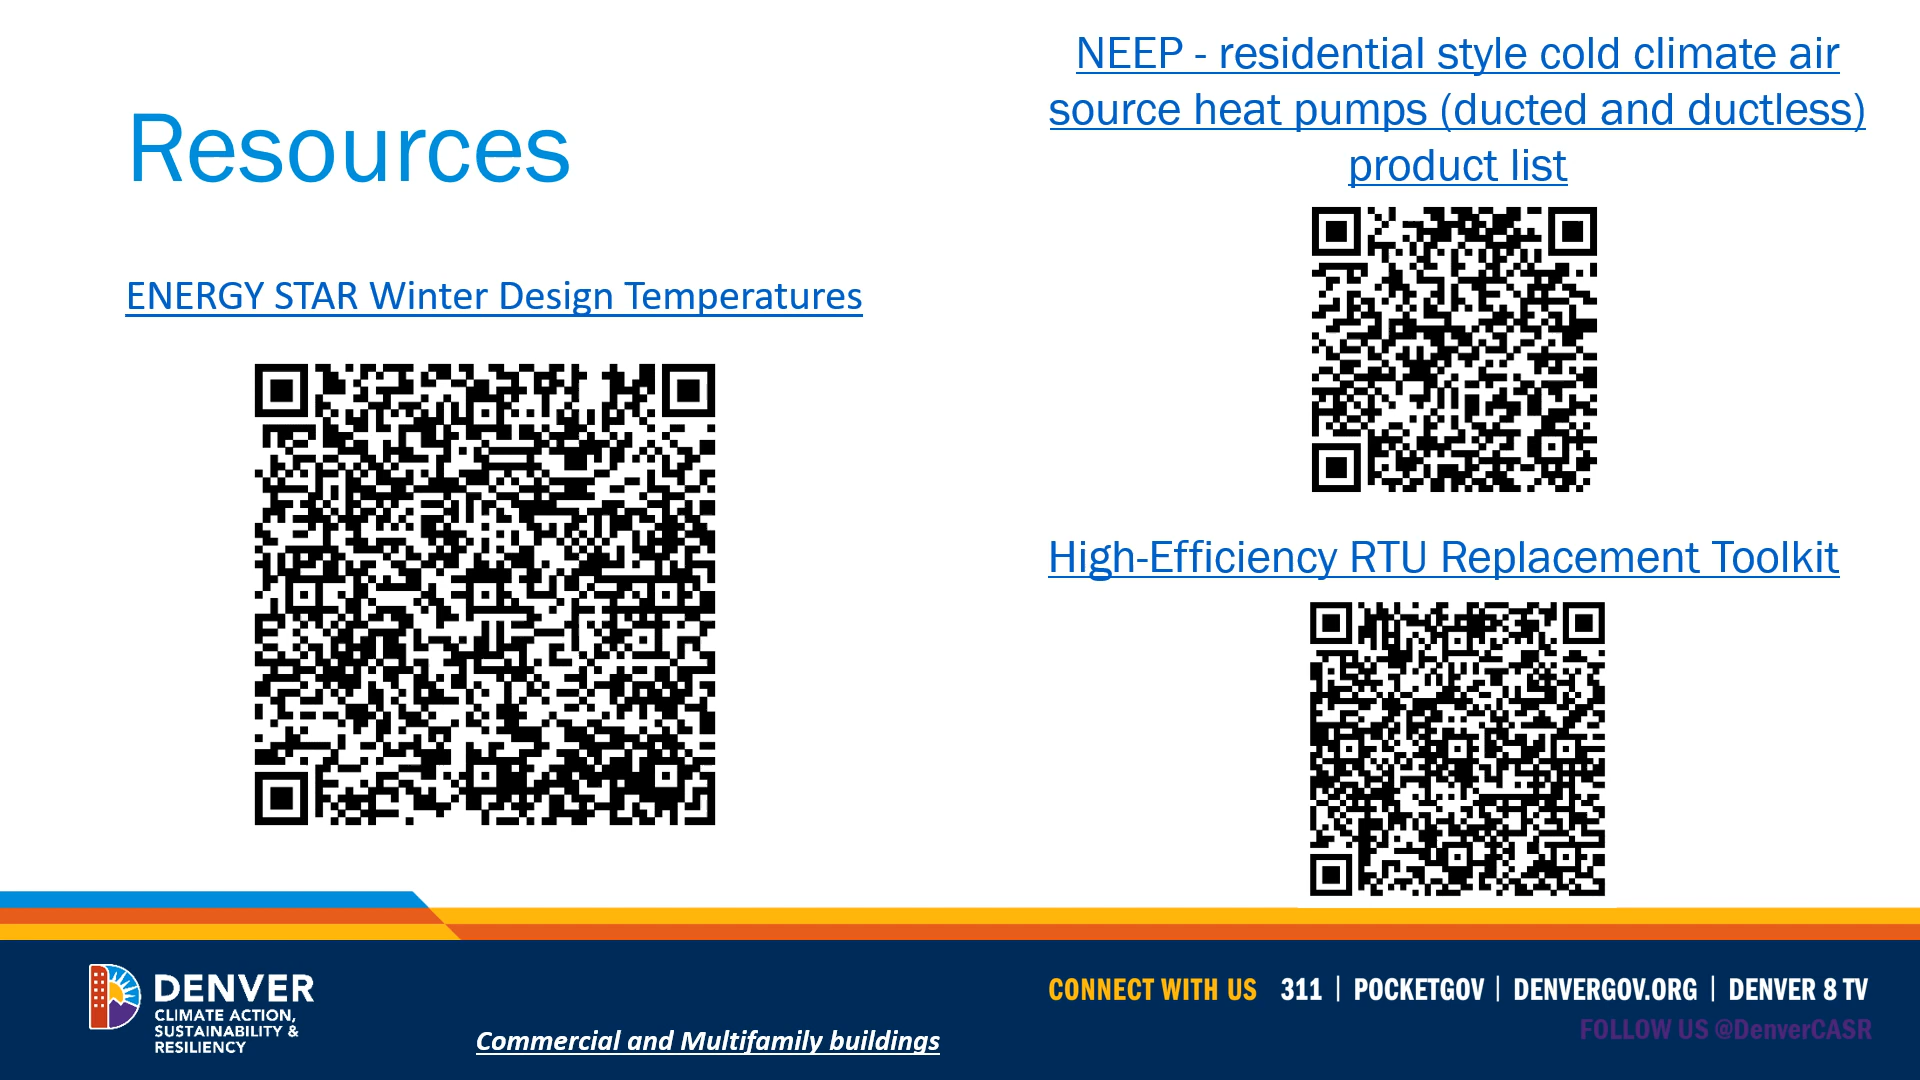 Resources
ENERGY STAR Winter Design Temperatures
NEEP - residential style cold climate air
source heat pumps (ducted and ductless)
product list
High-Efficiency RTU Replacement Toolkit
DENVER
CLIMATE ACTION,
SUSTAINABILITY &
RESILIENCY
Commercial and Multifamily buildings
CONNECT WITH US 311 | POCKETGOV | DENVERGOV.ORG | DENVER 8 TV
FOLLOW US @DenverCASR